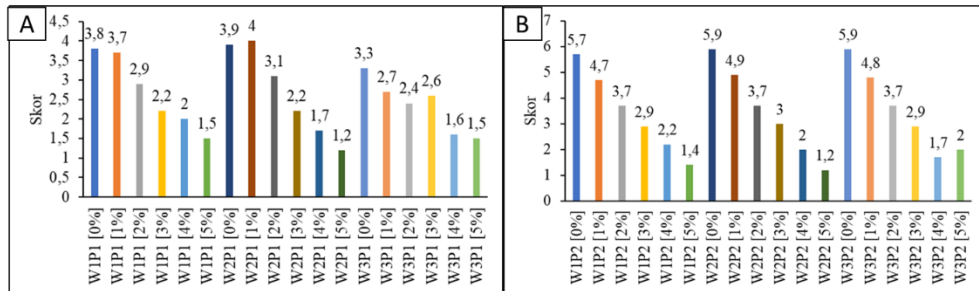 A
4,5
4
3,5
3
2,5
2
1,5
1
0,5
0
Skor
3,8
3,7
2,9
2,2
2
1,5
3,9
4
3,1
2,2
1,7
1,2
3,3
2,7
2,4
2,6
1,6
1,5
W1P1 [0%]
W1P1 [1%]
W1P1 [2%]
W1P1 [3%]
W1P1 [4%]
W1P1 [5%]
W2P1 [0%]
W2P1 [1%]
W2P1 [2%]
W2P1 [3%]
W2P1 [4%]
W2P1 [5%]
W3P1 [0%]
W3P1 [1%]
W3P1 [2%]
W3P1 [3%]
W3P1 [4%]
W3P1 [5%]
B
7
6
5
4
3
2
1
0
Skor
5,7
4,7
3,7
2,9
2,2
1,4
5,9
4,9
3,7
3
2
1,2
5,9
4,8
3,7
2,9
1,7
2
W1P2 [0%]
W1P2 [1%]
W1P2 [2%]
W1P2 [3%]
W1P2 [4%]
W1P2 [5%]
W2P2 [0%]
W2P2 [1%]
W2P2 [2%]
W2P2 [3%]
W2P2 [4%]
W2P2 [5%]
W3P2 [0%]
W3P2 [1%]
W3P2 [2%]
W3P2 [3%]
W3P2 [4%]
W3P2 [5%]